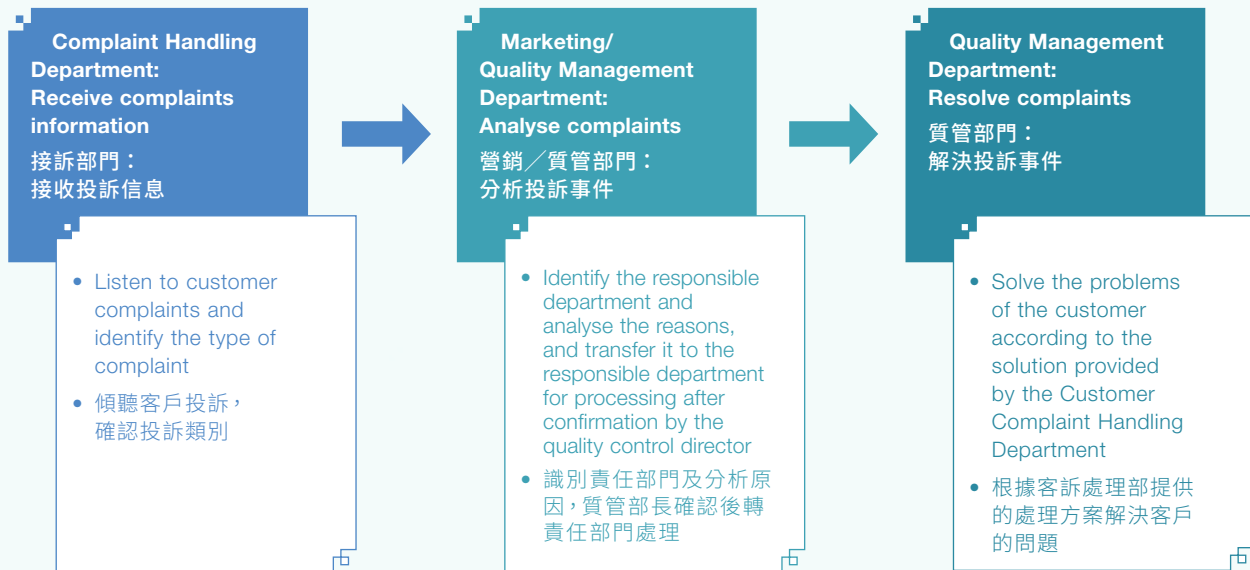 Complaint Handling
Department:
Receive complaints
information
接訴部門：
接收投訴信息
• Listen to customer
complaints and
identify the type of
complaint
• 傾聽客戶投訴，
確認投訴類別
Marketing/
Quality Management
Department:
Analyse complaints
營銷／質管部門：
分析投訴事件
• Identify the responsible
department and
analyse the reasons,
and transfer it to the
responsible department
for processing after
confirmation by the
quality control director
• 識別責任部門及分析原
因，質管部長確認後轉
責任部門處理
Quality Management
Department:
Resolve complaints
質管部門：
解決投訴事件
• Solve the problems
of the customer
according to the
solution provided
by the Customer
Complaint Handling
Department
• 根據客訴處理部提供
的處理方案解決客戶
的問題